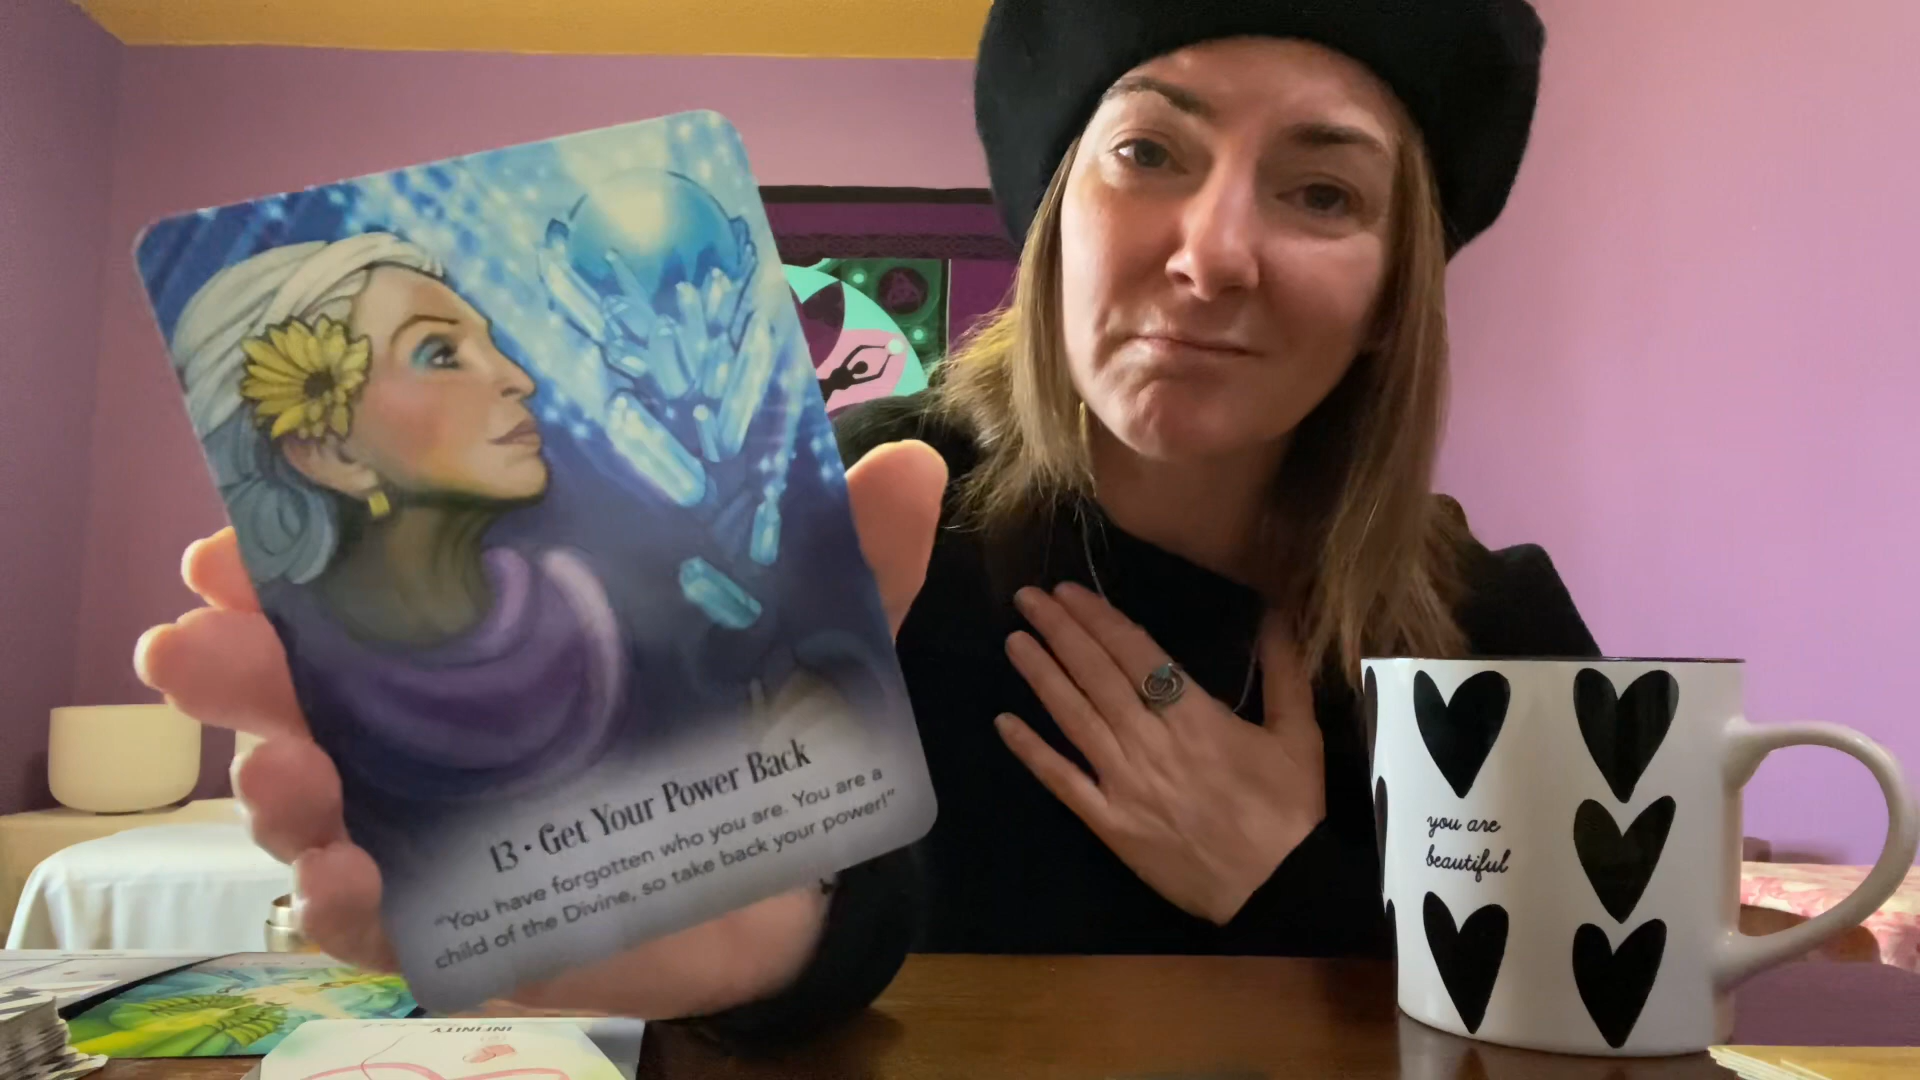 13 • Get Your Power Back
"You have forgotten who you are. You are a
child of the Divine, so take back your power!"
you are
beautiful
INFINITY